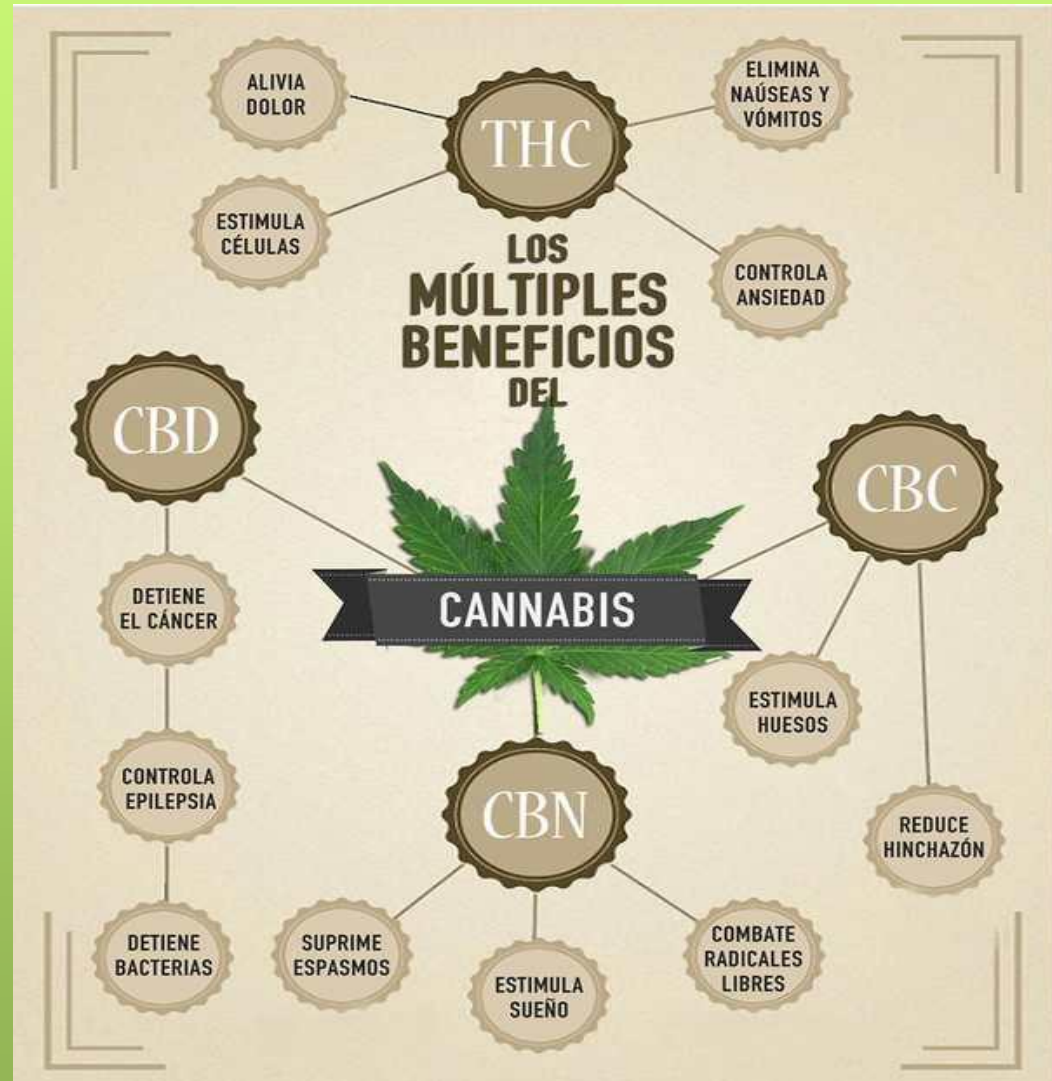 ALIVIA
DOLOR
THC
ELIMINA
NAÚSEAS Y
VÓMITOS
ESTIMULA
CÉLULAS
CONTROLA
ANSIEDAD
LOS
MÚLTIPLES
BENEFICIOS
DEL
CANNABIS
CBD
DETIENE
EL CÁNCER
CONTROLA
EPILEPSIA
DETIENE
BACTERIAS
CBC
ESTIMULA
HUESOS
REDUCE
HINCHAZÓN
CBN
SUPRIME
ESPASMOS
ESTIMULA
SUEÑO
COMBATE
RADICALES
LIBRES